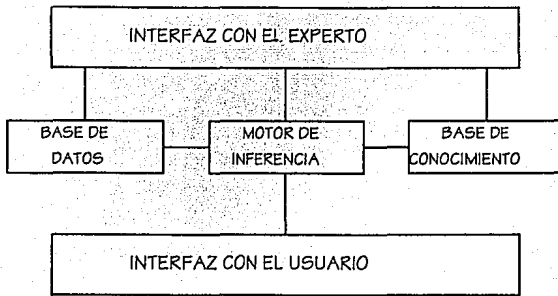 INTERFAZ CON EL EXPERTO
BASE DE
DATOS
MOTOR DE
INFERENCIA
BASE DE
CONOCIMIENTO
INTERFAZ CON EL USUARIO